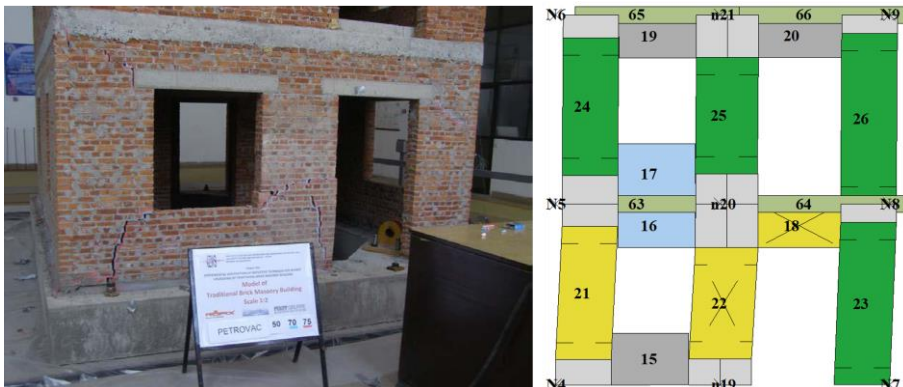 Model of
Traditional Brick Masonry Building
Scale 1:2
PETROVAC 50 70 75
N6 65 n21 66 N9
19 20
24 25 26
17
N5 63 n20 64 N8
16 18
21 22 23
15
N4 n19 N7